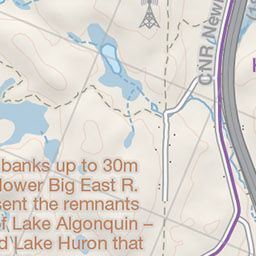 CNR New
banks up to 30m
lower Big East R.
sent the remnants
f Lake Algonquin –
d Lake Huron that